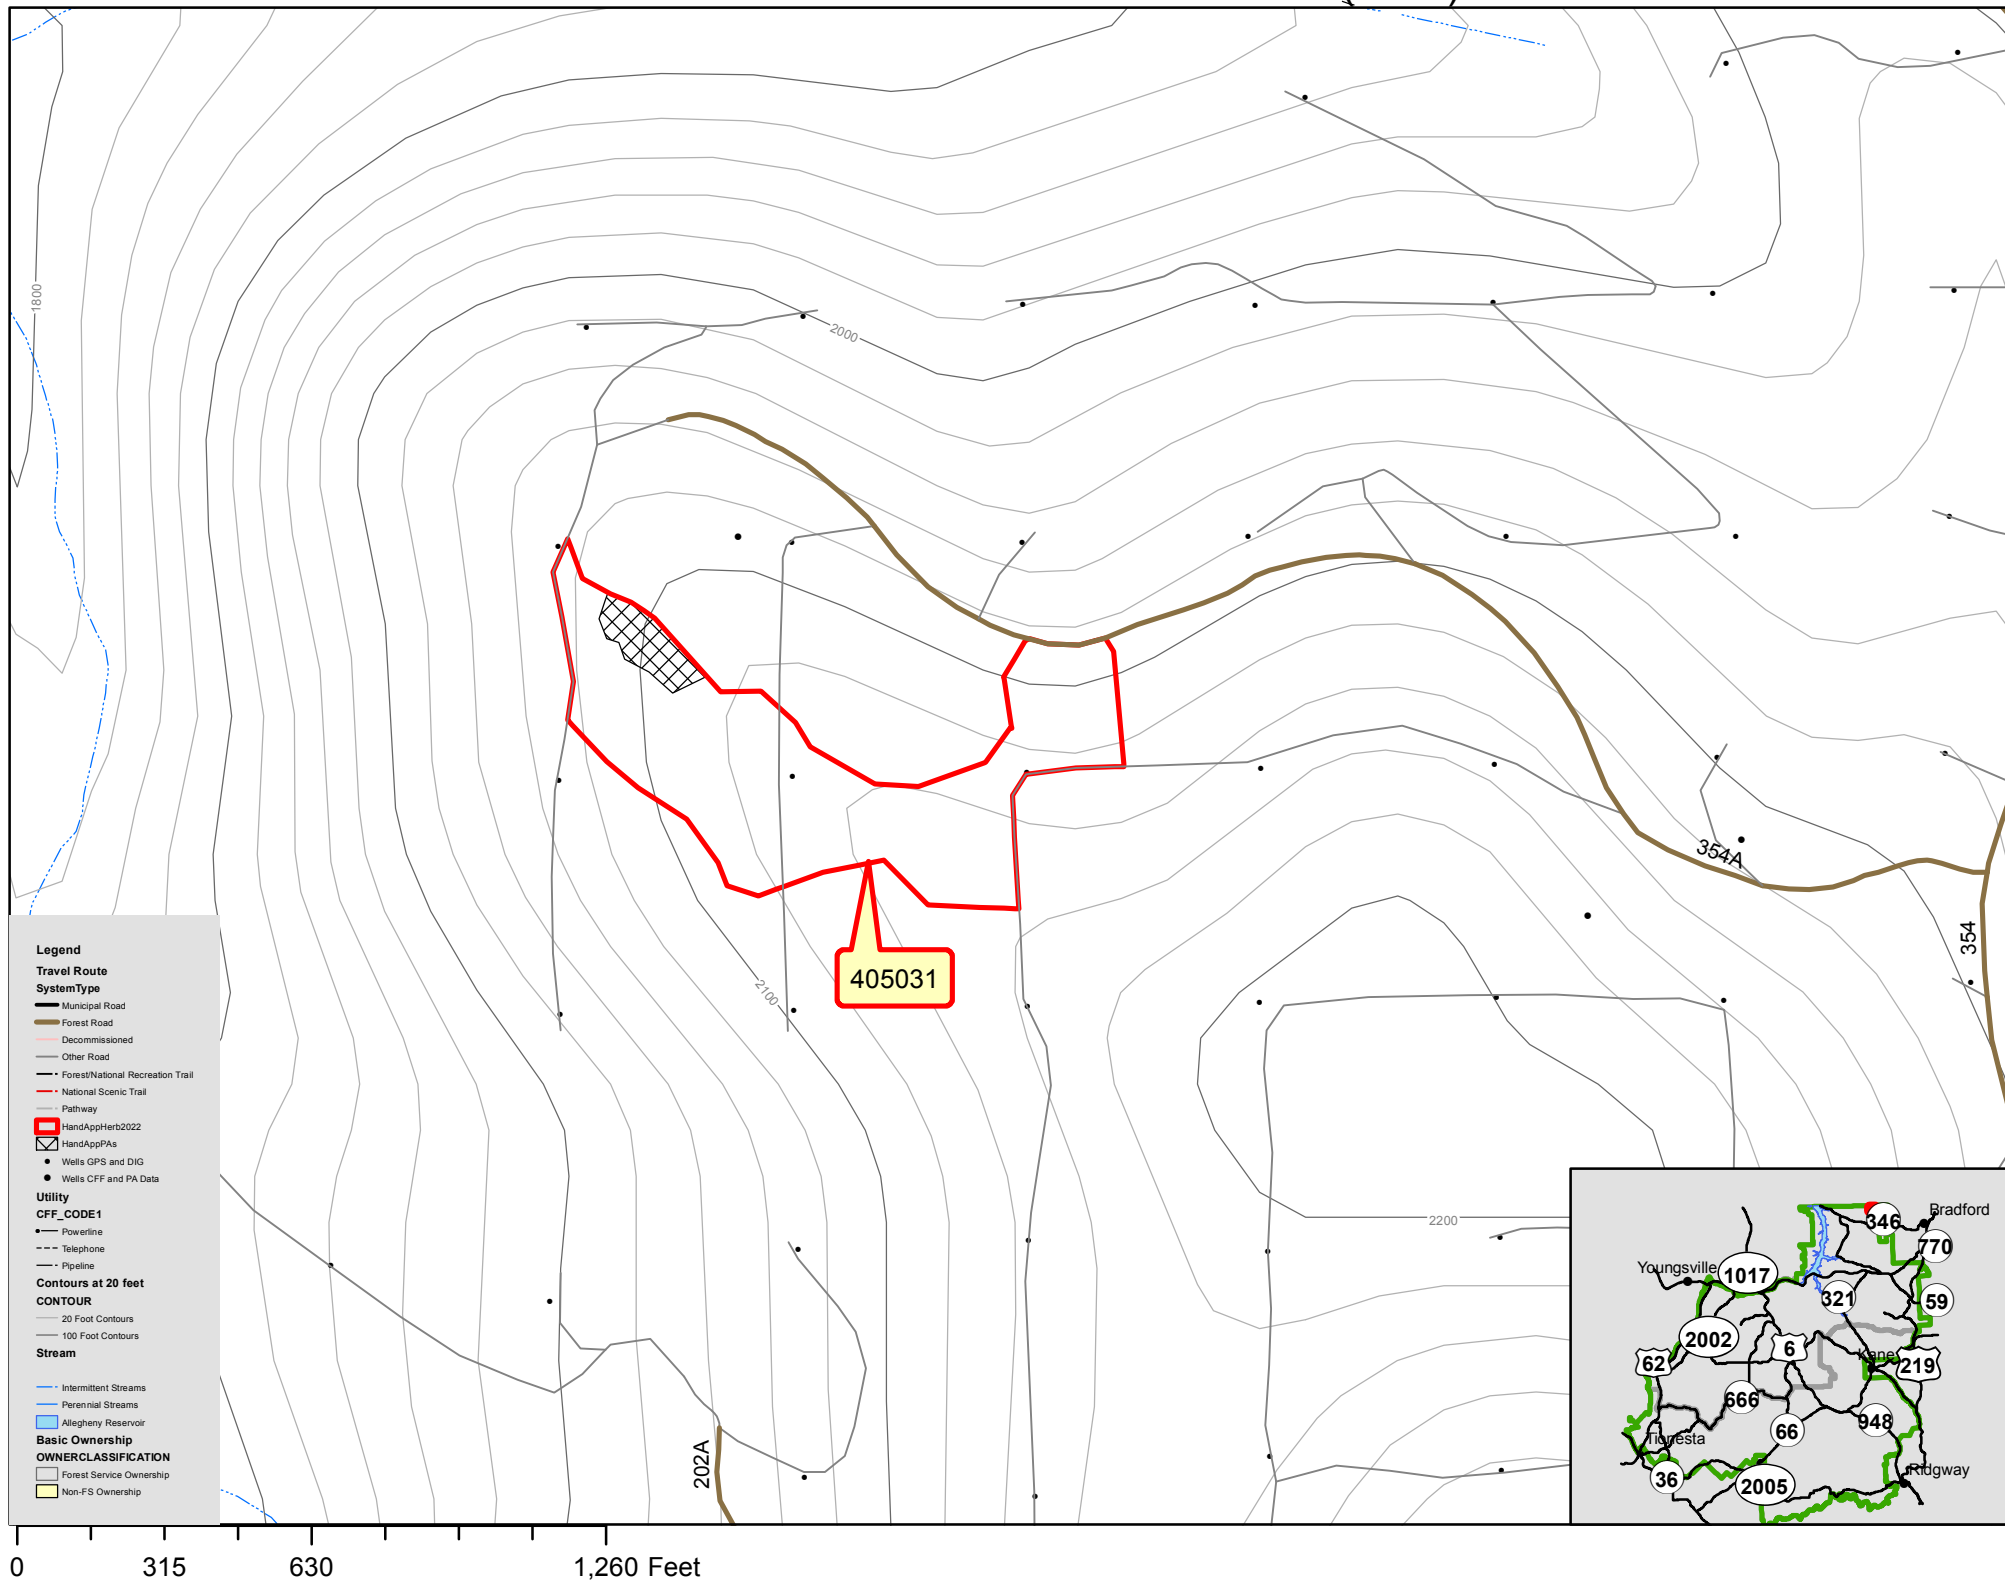 1800
2000
354A
354
405031
2100
2200
202A
Legend
Travel Route
SystemType
Municipal Road
Forest Road
Decommissioned
Other Road
Forest/National Recreation Trail
National Scenic Trail
Pathway
HandAppHerb2022
HandAppPAs
Wells GPS and DIG
Wells CFF and PA Data
Utility
CFF_CODE1
Powerline
Telephone
Pipeline
Contours at 20 feet
CONTOUR
20 Foot Contours
100 Foot Contours
Stream
Intermittent Streams
Perennial Streams
Allegheny Reservoir
Basic Ownership
OWNERCLASSIFICATION
Forest Service Ownership
Non-FS Ownership
Bradford
346
770
Youngsville
1017
321
59
2002
6
62
Kane
219
666
948
66
Tionesta
Ridgway
36
2005
0 315 630 1,260 Feet